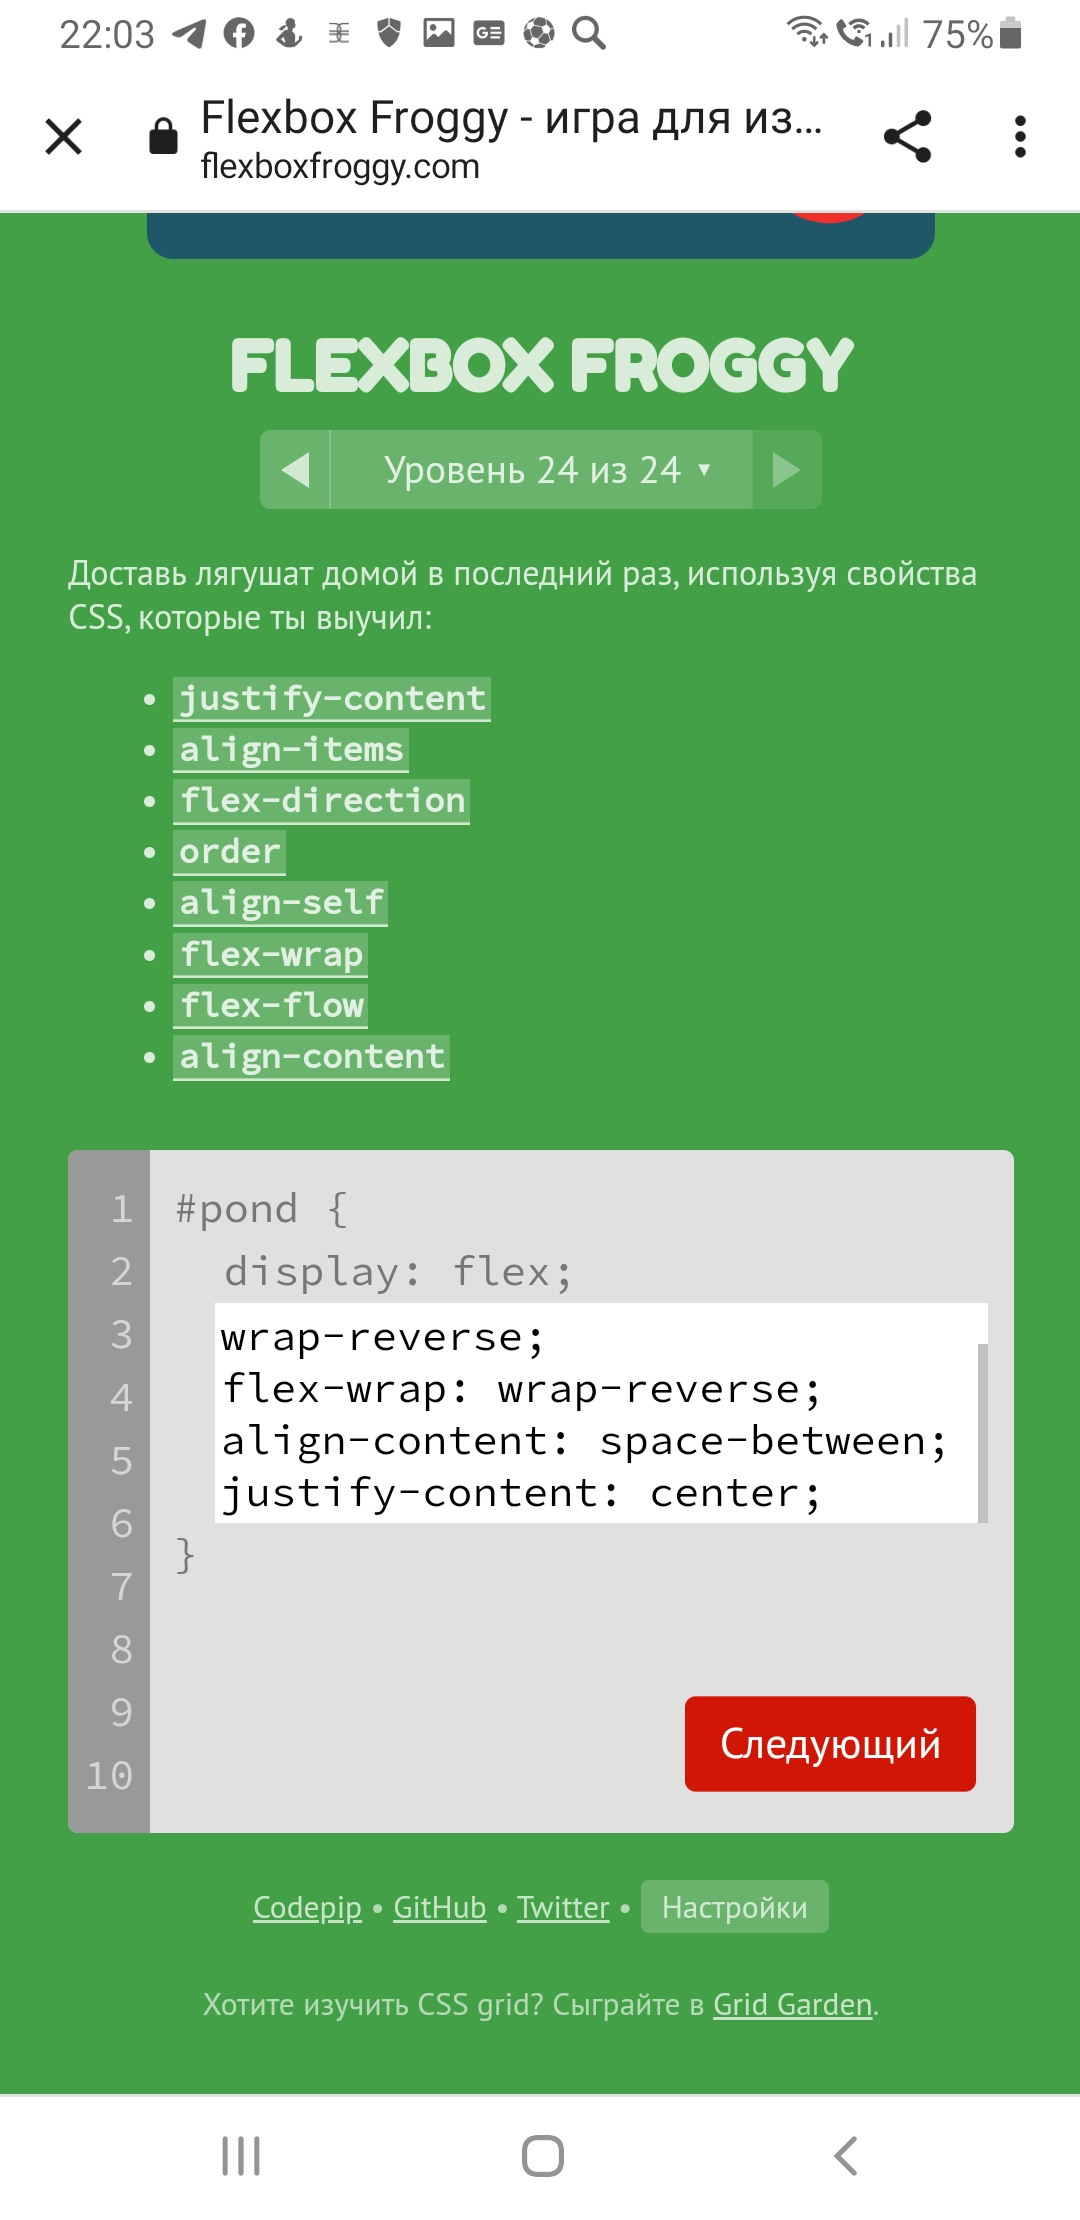 22:03
75%
Flexbox Froggy - игра для из...
flexboxfroggy.com
FLEXBOX FROGGY
Уровень 24 из 24 ▾
Доставь лягушат домой в последний раз, используя свойства
CSS, которые ты выучил:
• justify-content
• align-items
• flex-direction
• order
• align-self
• flex-wrap
• flex-flow
• align-content
1 #pond {
2 display: flex;
3 wrap-reverse;
4 flex-wrap: wrap-reverse;
5 align-content: space-between;
6 justify-content: center;
7 }
8
9
10
Следующий
Codepip • GitHub • Twitter • Настройки
Хотите изучить CSS grid? Сыграйте в Grid Garden.